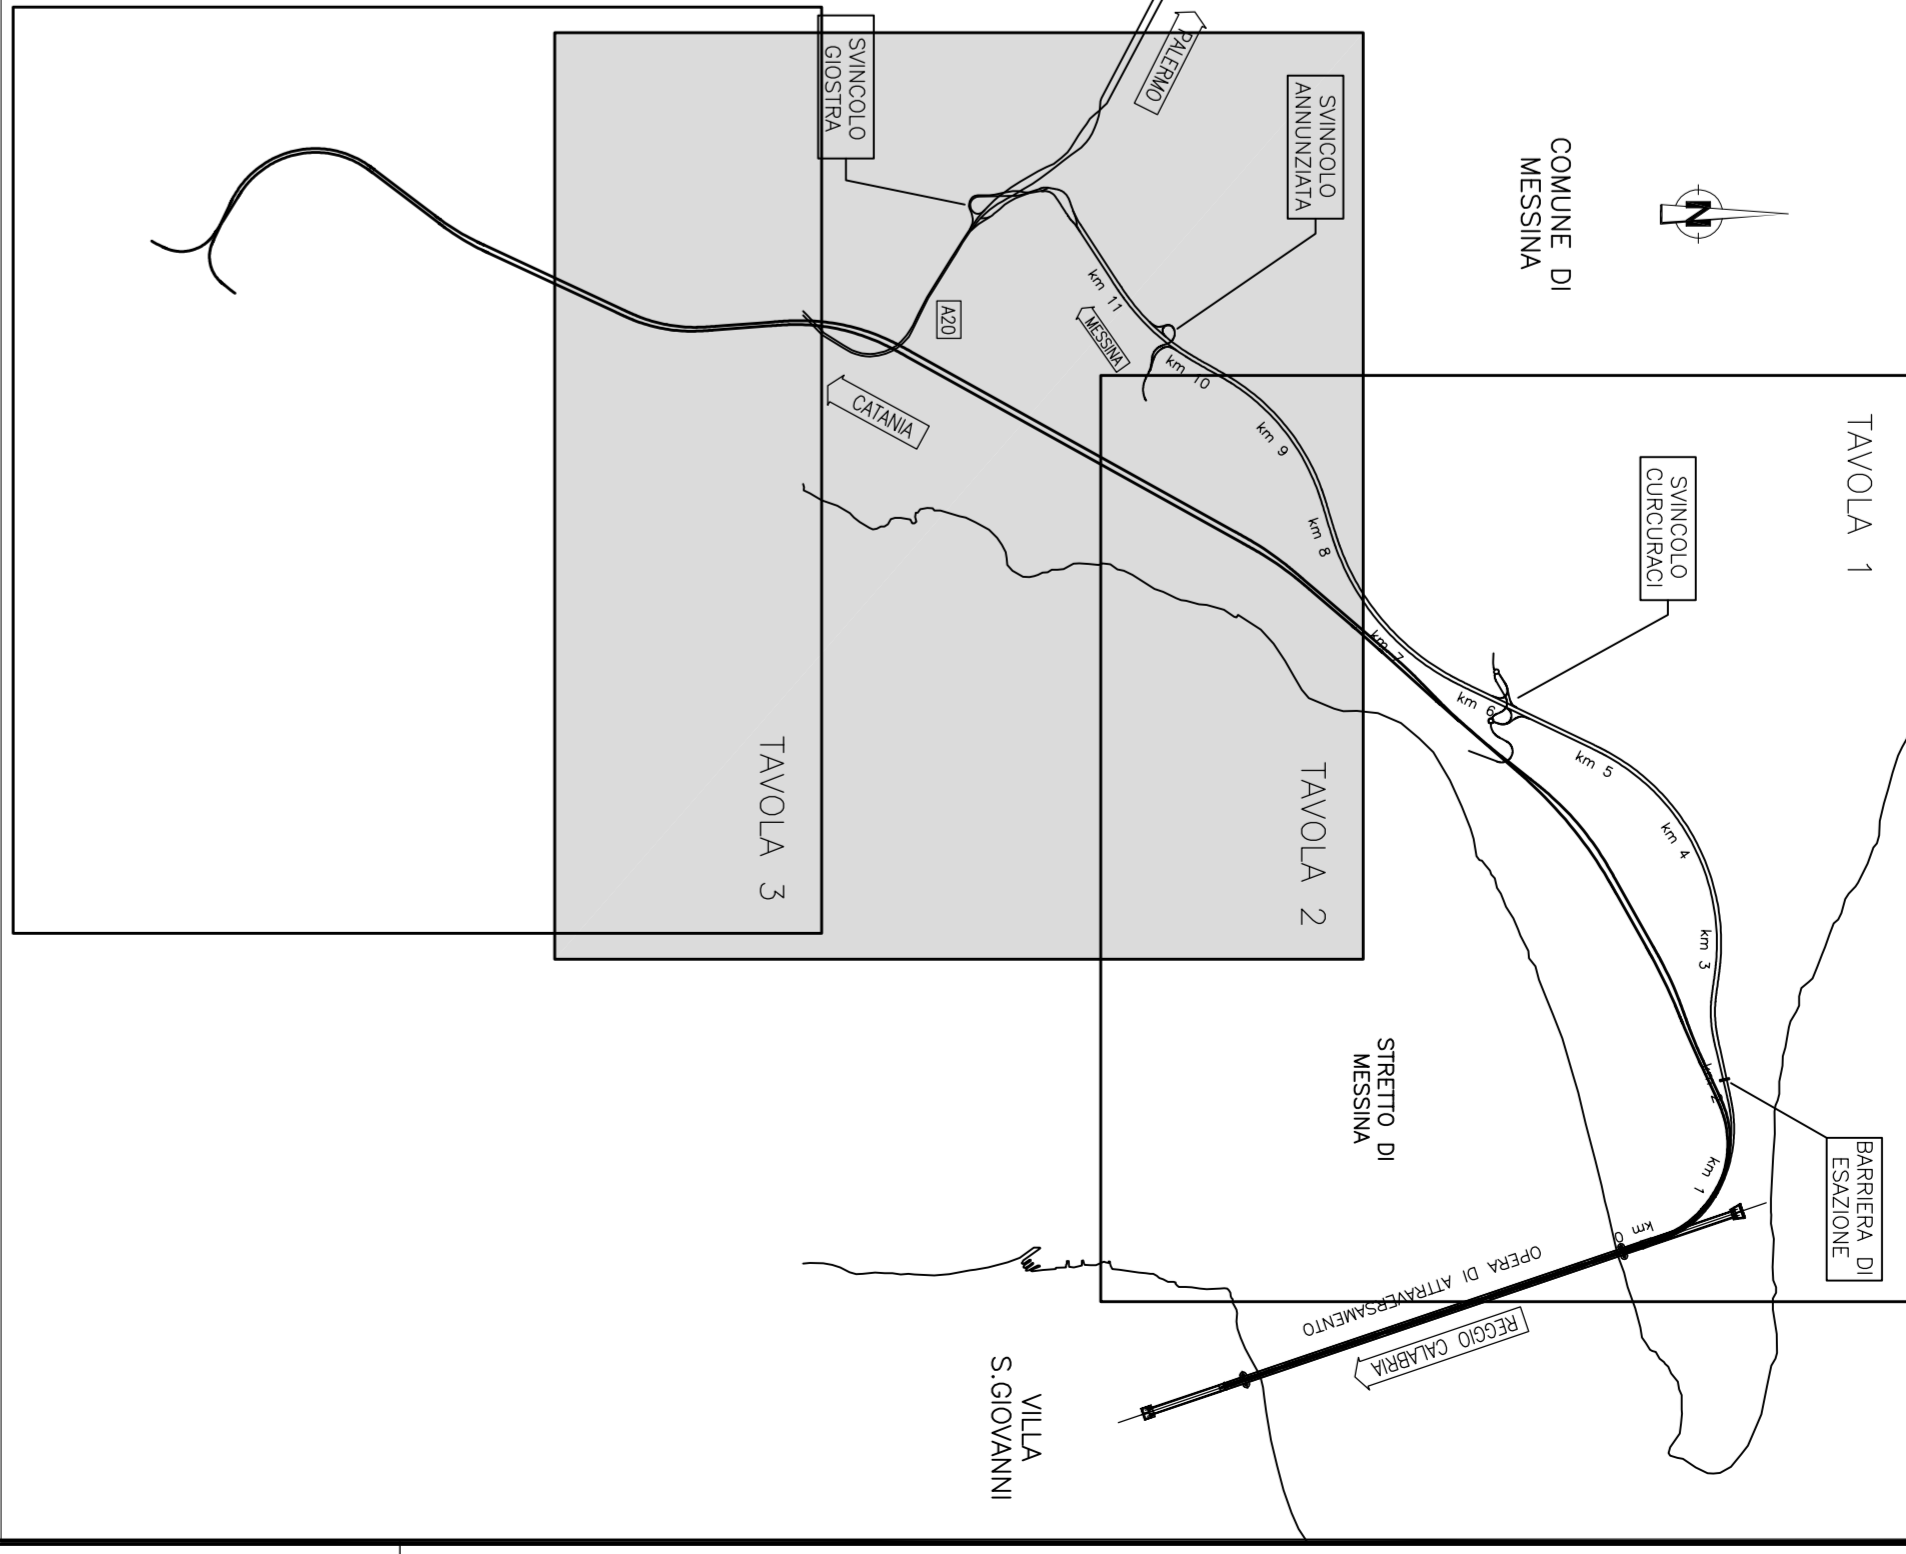 COMUNE DI
MESSINA
N
TAVOLA 1
SVINCOLO
CURCURACI
BARRIERA DI
ESAZIONE
PALERMO
SVINCOLO
ANNUNZIATA
SVINCOLO
GIOSTRA
A20
MESSINA
CATANIA
km 11
km 10
km 9
km 8
km 7
km 6
km 5
km 4
km 3
km 2
km 1
km 0
TAVOLA 2
TAVOLA 3
STRETTO DI
MESSINA
OPERA DI ATTRAVERSAMENTO
REGGIO CALABRIA
VILLA
S.GIOVANNI